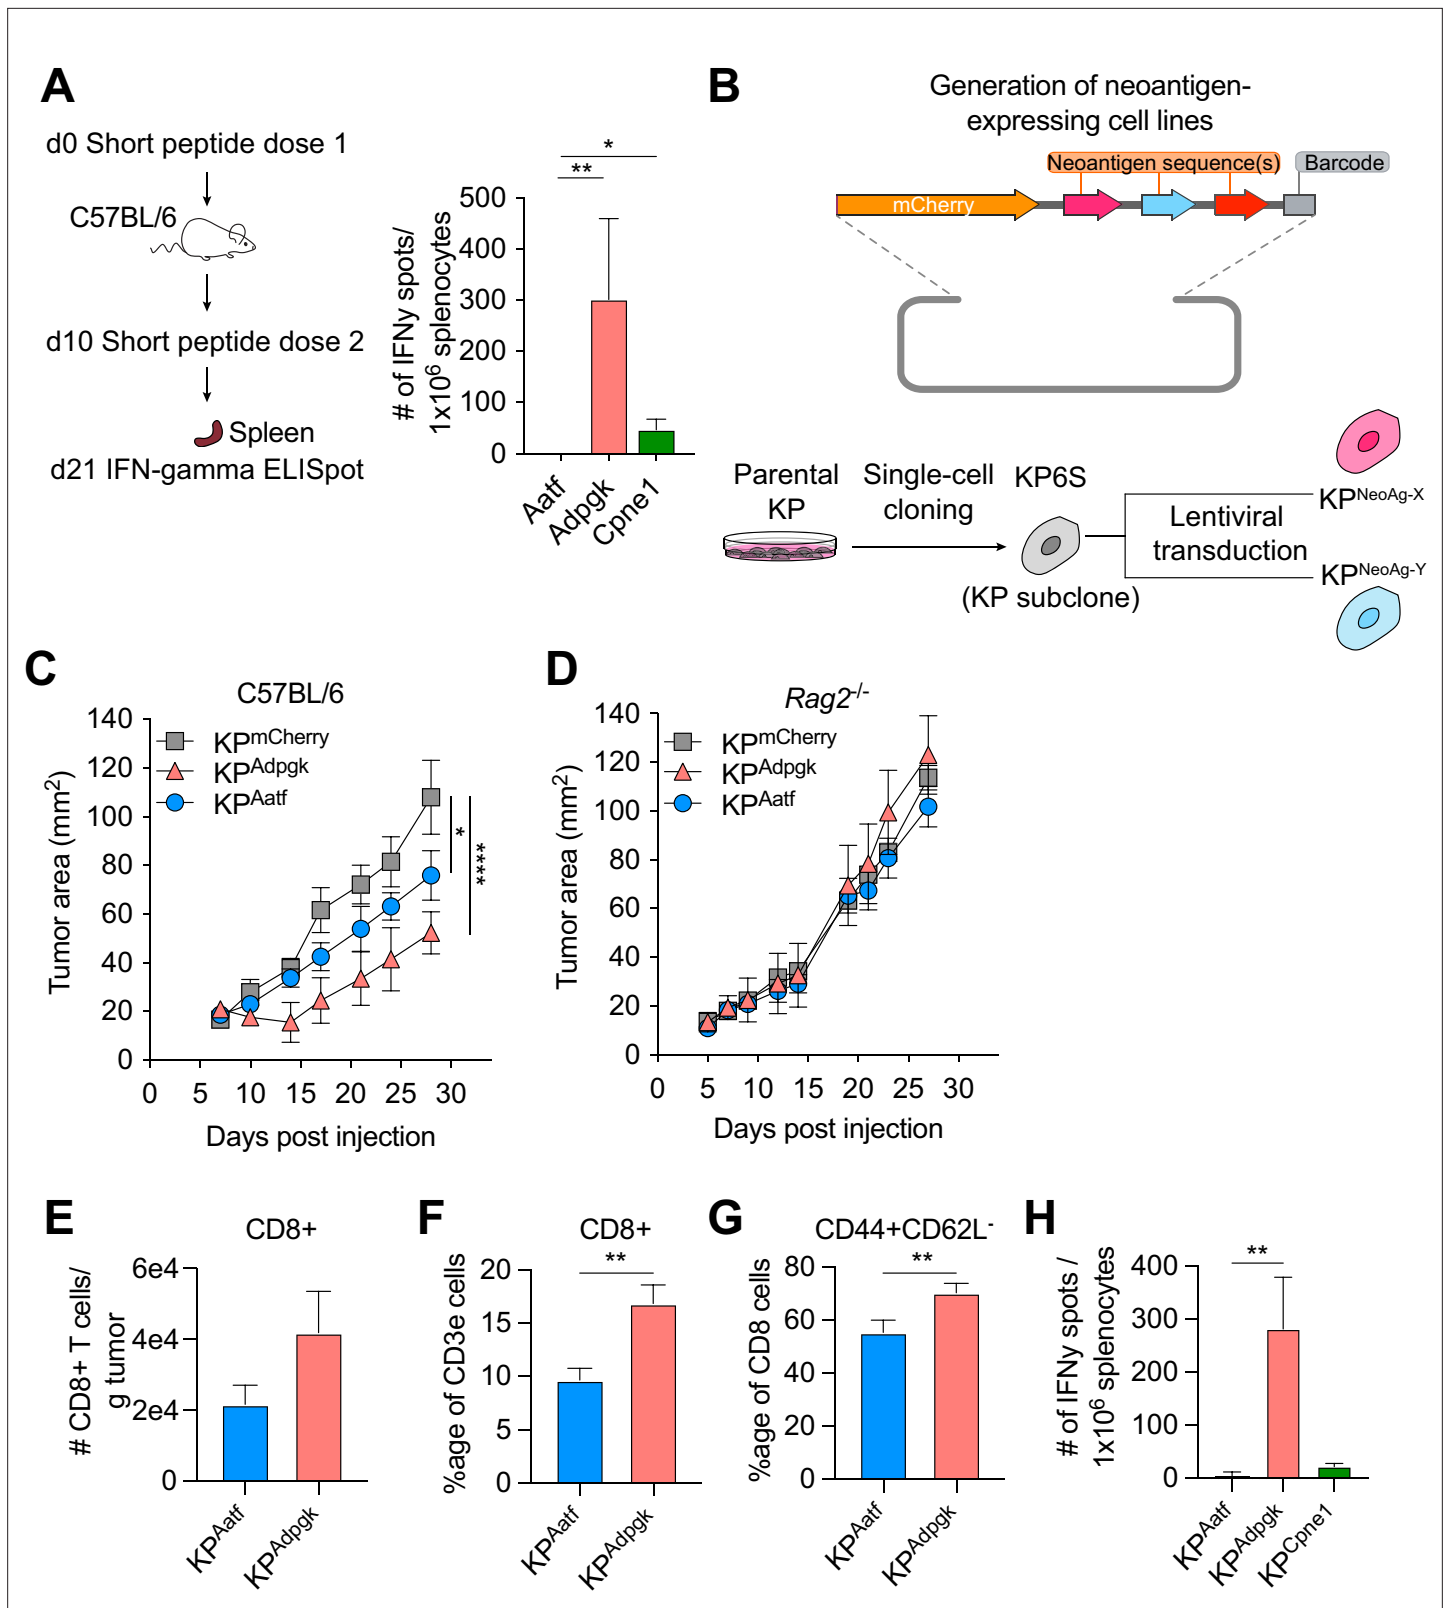 A
d0 Short peptide dose 1
C57BL/6
d10 Short peptide dose 2
Spleen
d21 IFN-gamma ELISpot
# of IFNy spots/
1x10⁶ splenocytes
500
400
300
200
100
0
*
**
Aatf
Adpgk
Cpne1
B
Generation of neoantigen-
expressing cell lines
Neoantigen sequence(s)
Barcode
mCherry
Parental
KP
Single-cell
cloning
KP6S
(KP subclone)
Lentiviral
transduction
KP^NeoAg-X
KP^NeoAg-Y
C
C57BL/6
Tumor area (mm²)
140
120
100
80
60
40
20
0
KP^mCherry
KP^Adpgk
KP^Aatf
*
****
0 5 10 15 20 25 30
Days post injection
D
Rag2⁻/⁻
Tumor area (mm²)
140
120
100
80
60
40
20
0
KP^mCherry
KP^Adpgk
KP^Aatf
0 5 10 15 20 25 30
Days post injection
E
CD8+
# CD8+ T cells/
g tumor
6e4
4e4
2e4
0
KP^Aatf
KP^Adpgk
F
CD8+
%age of CD3e cells
20
15
10
5
0
**
KP^Aatf
KP^Adpgk
G
CD44+CD62L⁻
%age of CD8 cells
80
60
40
20
0
**
KP^Aatf
KP^Adpgk
H
# of IFNy spots /
1x10⁶ splenocytes
400
300
200
100
0
**
KP^Aatf
KP^Adpgk
KP^Cpne1